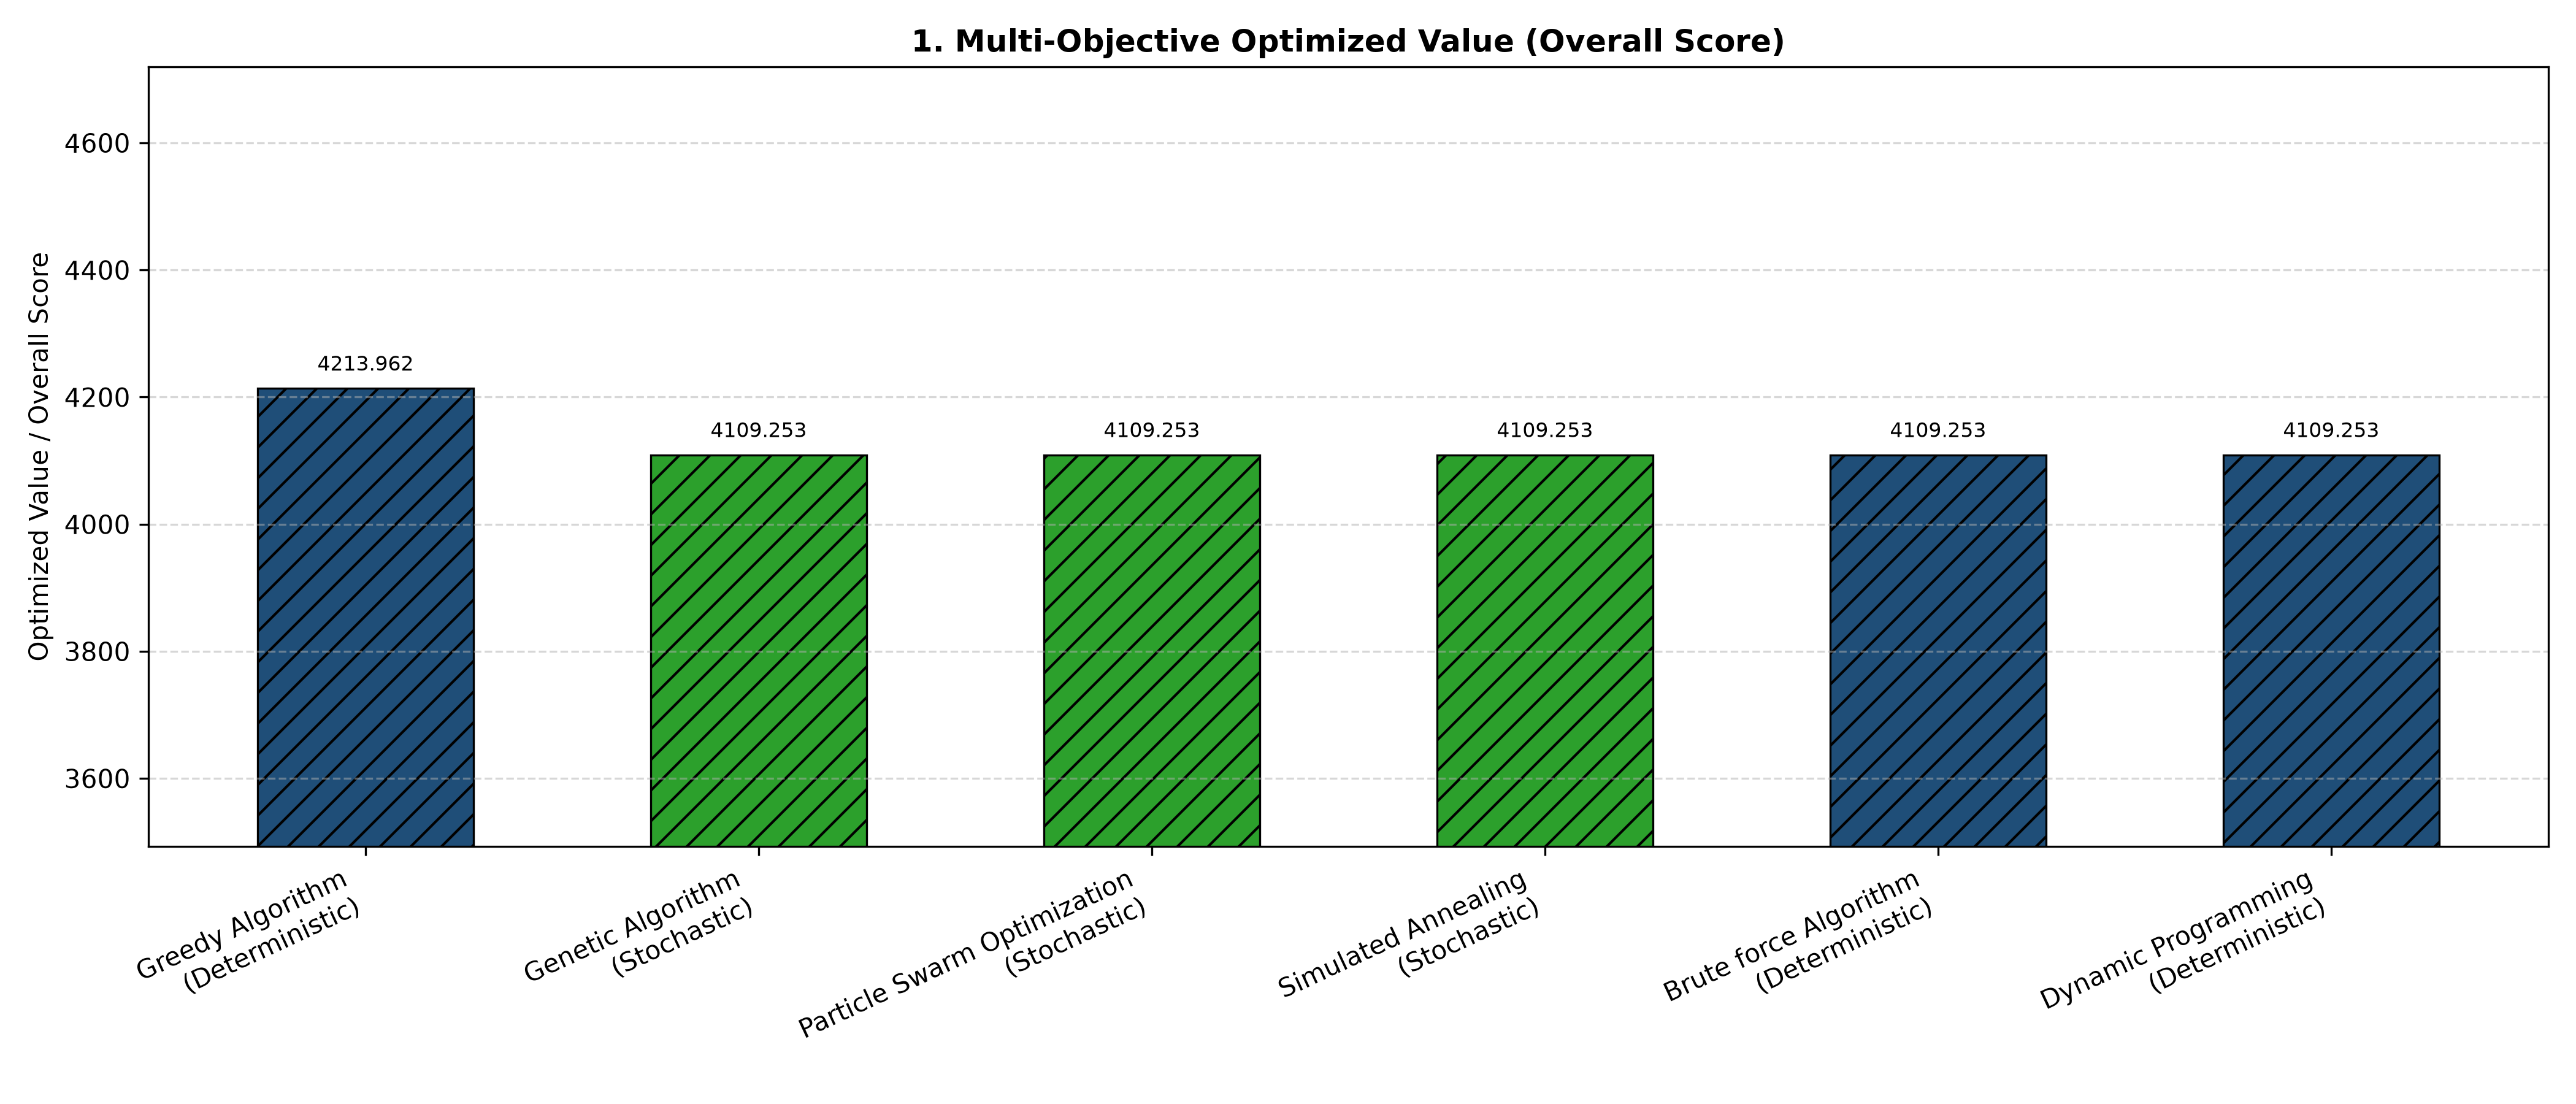 1. Multi-Objective Optimized Value (Overall Score)
Optimized Value / Overall Score
4600
4400
4200
4000
3800
3600
4213.962
4109.253
4109.253
4109.253
4109.253
4109.253
Greedy Algorithm
(Deterministic)
Genetic Algorithm
(Stochastic)
Particle Swarm Optimization
(Stochastic)
Simulated Annealing
(Stochastic)
Brute force Algorithm
(Deterministic)
Dynamic Programming
(Deterministic)